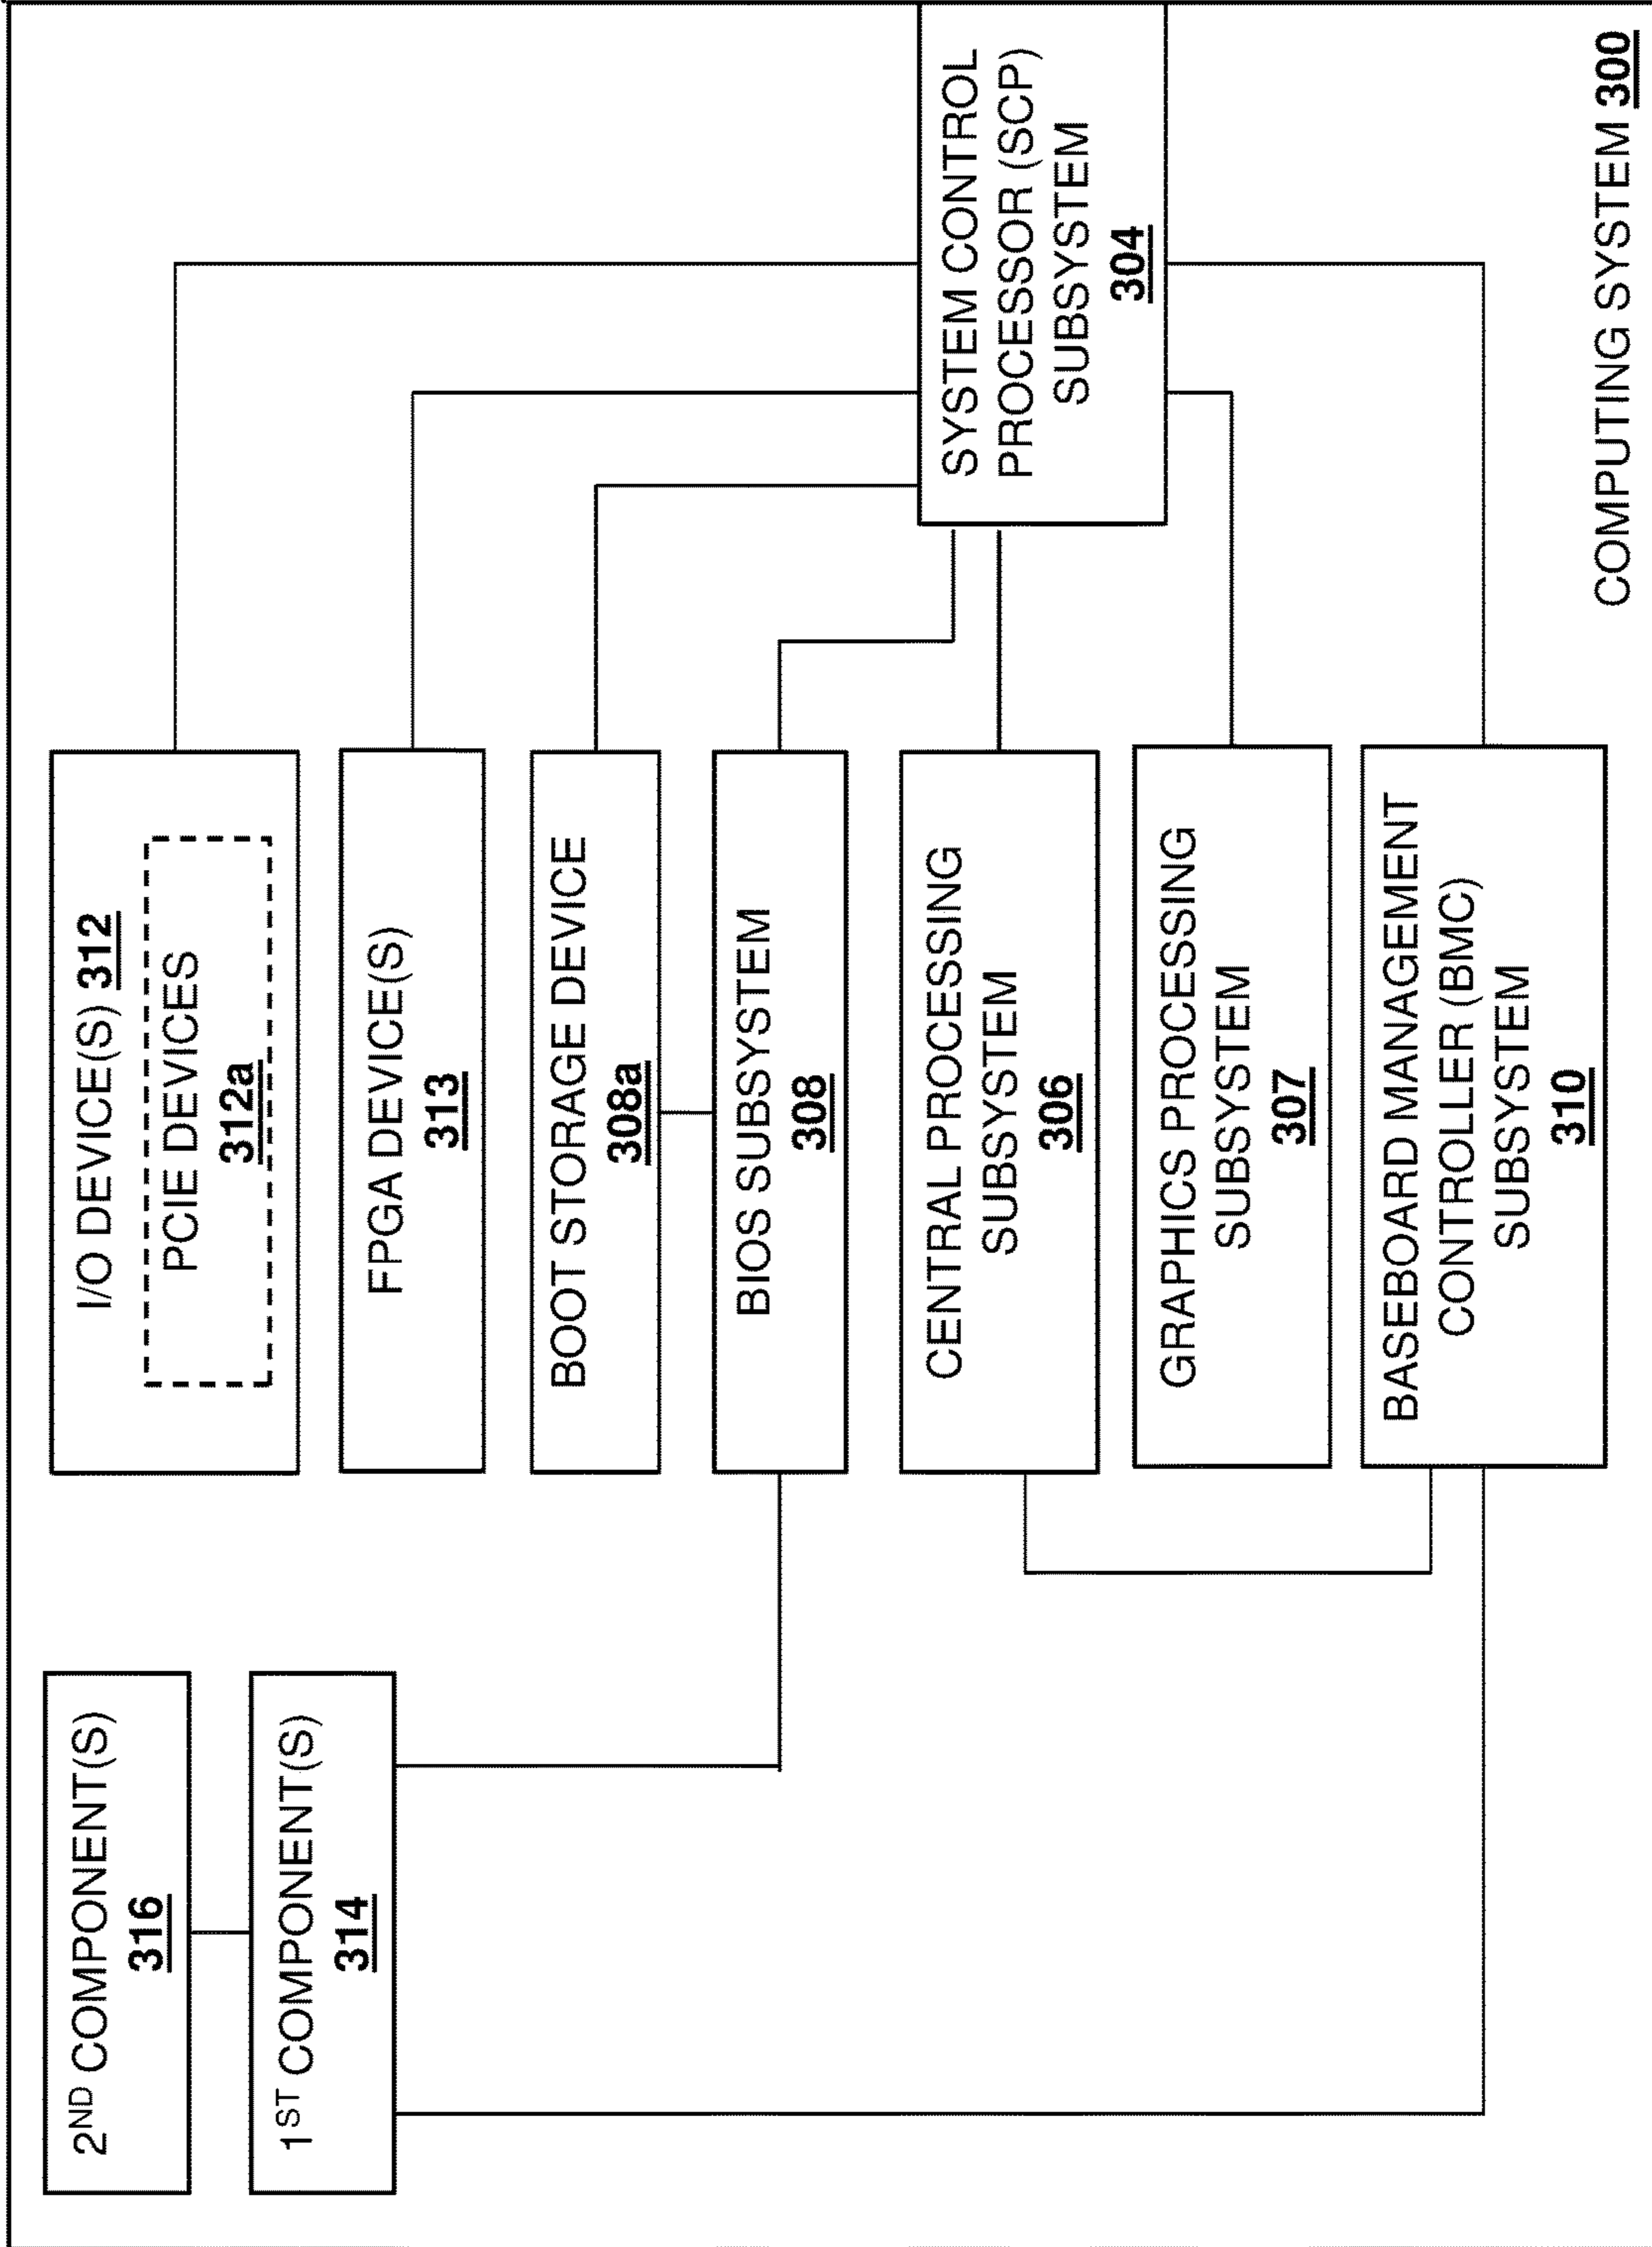 2ND COMPONENT(S)
316
1ST COMPONENT(S)
314
I/O DEVICE(S) 312
PCIE DEVICES
312a
FPGA DEVICE(S)
313
BOOT STORAGE DEVICE
308a
BIOS SUBSYSTEM
308
CENTRAL PROCESSING
SUBSYSTEM
306
GRAPHICS PROCESSING
SUBSYSTEM
307
BASEBOARD MANAGEMENT
CONTROLLER (BMC)
SUBSYSTEM
310
SYSTEM CONTROL
PROCESSOR (SCP)
SUBSYSTEM
304
COMPUTING SYSTEM 300